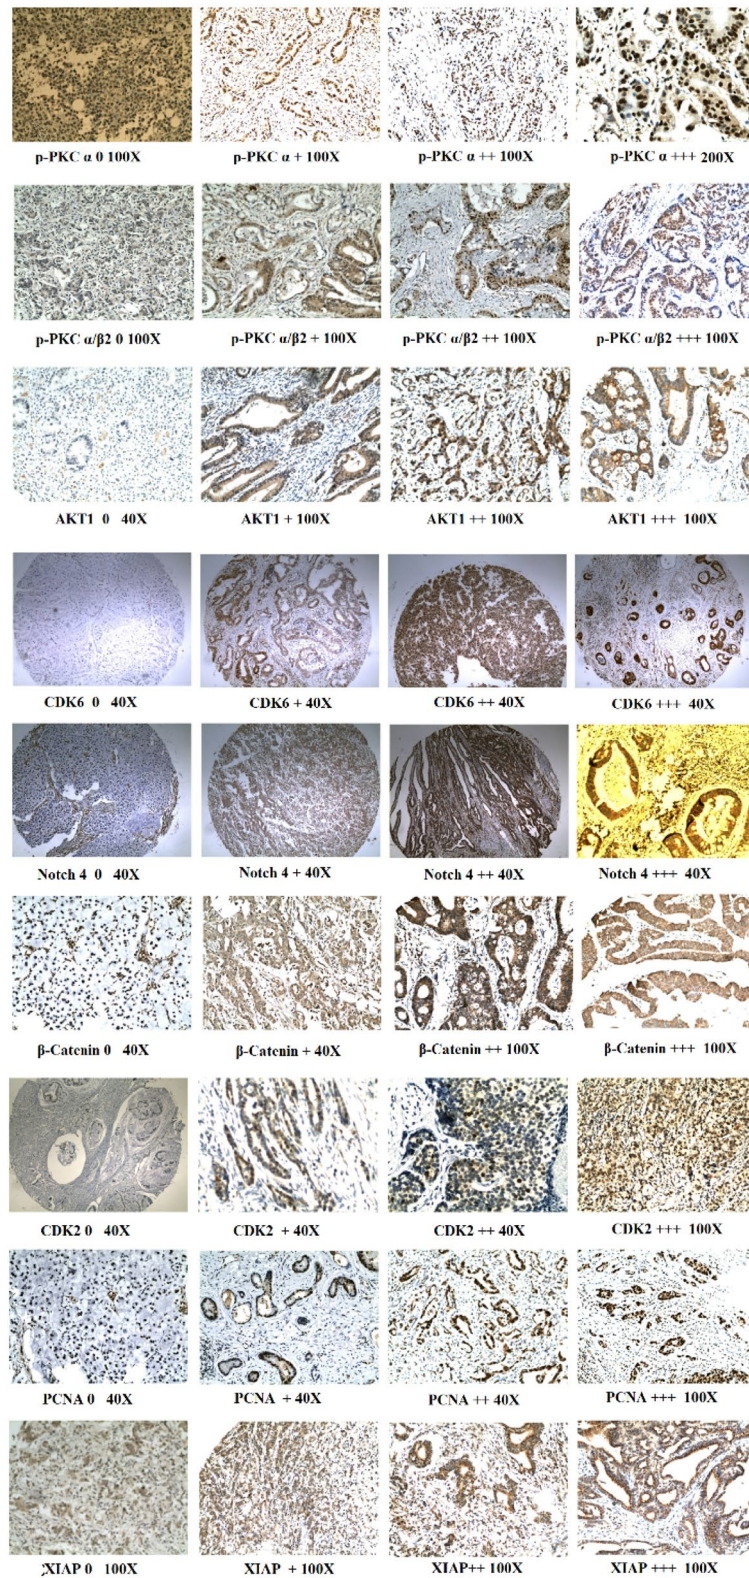 p-PKC α 0 100X
p-PKC α + 100X
p-PKC α ++ 100X
p-PKC α +++ 200X
p-PKC α/β2 0 100X
p-PKC α/β2 + 100X
p-PKC α/β2 ++ 100X
p-PKC α/β2 +++ 100X
AKT1 0 40X
AKT1 + 100X
AKT1 ++ 100X
AKT1 +++ 100X
CDK6 0 40X
CDK6 + 40X
CDK6 ++ 40X
CDK6 +++ 40X
Notch 4 0 40X
Notch 4 + 40X
Notch 4 ++ 40X
Notch 4 +++ 40X
β-Catenin 0 40X
β-Catenin + 40X
β-Catenin ++ 100X
β-Catenin +++ 100X
CDK2 0 40X
CDK2 + 40X
CDK2 ++ 40X
CDK2 +++ 100X
PCNA 0 40X
PCNA + 40X
PCNA ++ 40X
PCNA +++ 100X
XIAP 0 100X
XIAP + 100X
XIAP++ 100X
XIAP +++ 100X